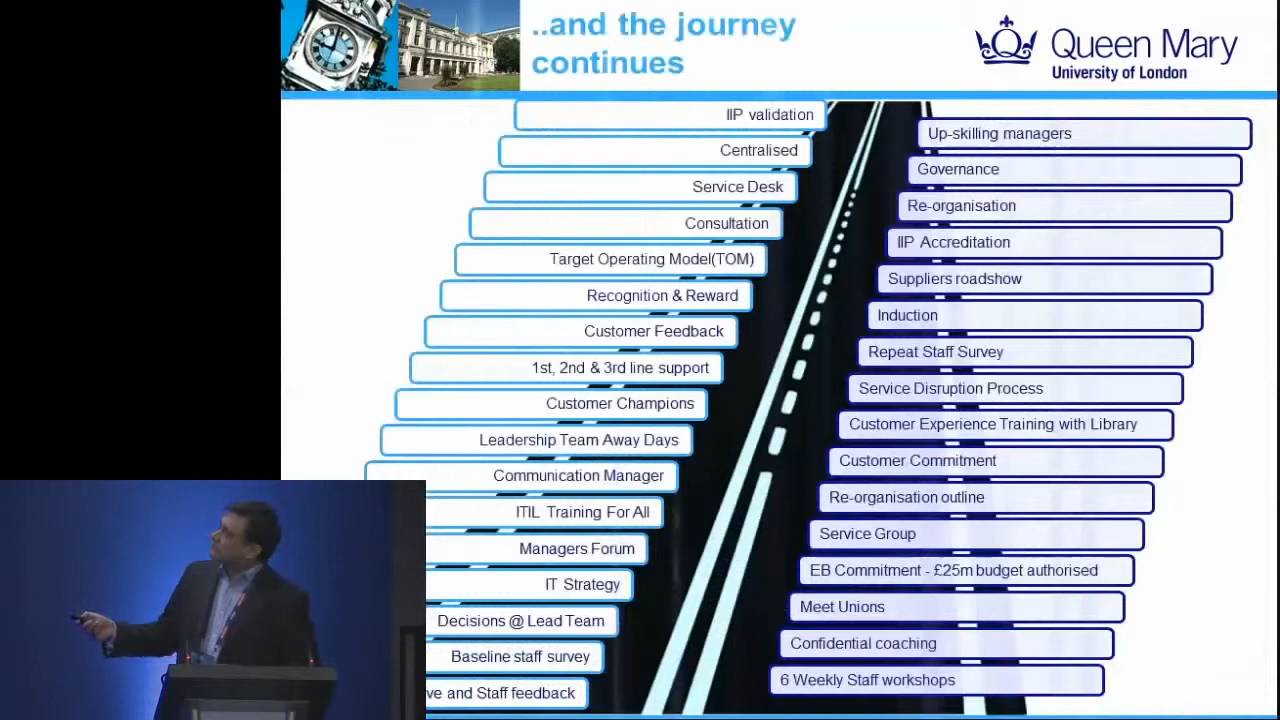 ..and the journey
continues
Queen Mary
University of London
IIP validation
Centralised
Service Desk
Consultation
Target Operating Model(TOM)
Recognition & Reward
Customer Feedback
1st, 2nd & 3rd line support
Customer Champions
Leadership Team Away Days
Communication Manager
ITIL Training For All
Managers Forum
IT Strategy
Decisions @ Lead Team
Baseline staff survey
ve and Staff feedback
Up-skilling managers
Governance
Re-organisation
IIP Accreditation
Suppliers roadshow
Induction
Repeat Staff Survey
Service Disruption Process
Customer Experience Training with Library
Customer Commitment
Re-organisation outline
Service Group
EB Commitment - £25m budget authorised
Meet Unions
Confidential coaching
6 Weekly Staff workshops